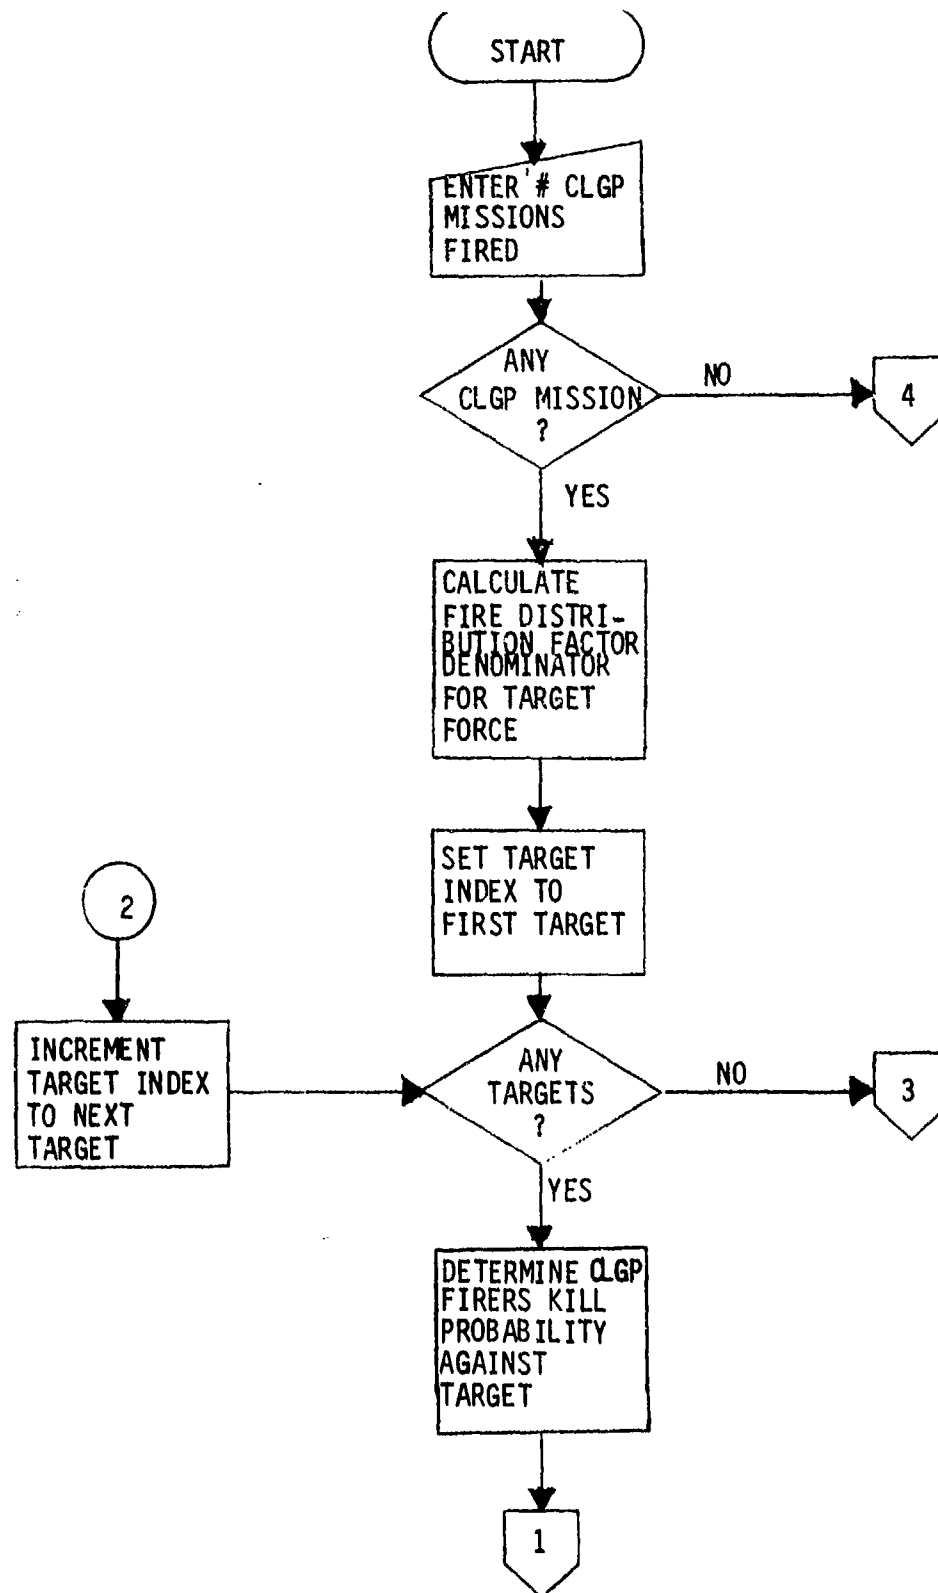 START
ENTER # CLGP
MISSIONS
FIRED
ANY
CLGP MISSION
?
NO
4
YES
CALCULATE
FIRE DISTRI-
BUTION FACTOR
DENOMINATOR
FOR TARGET
FORCE
SET TARGET
INDEX TO
FIRST TARGET
2
INCREMENT
TARGET INDEX
TO NEXT
TARGET
ANY
TARGETS
?
NO
3
YES
DETERMINE CLGP
FIRERS KILL
PROBABILITY
AGAINST
TARGET
1